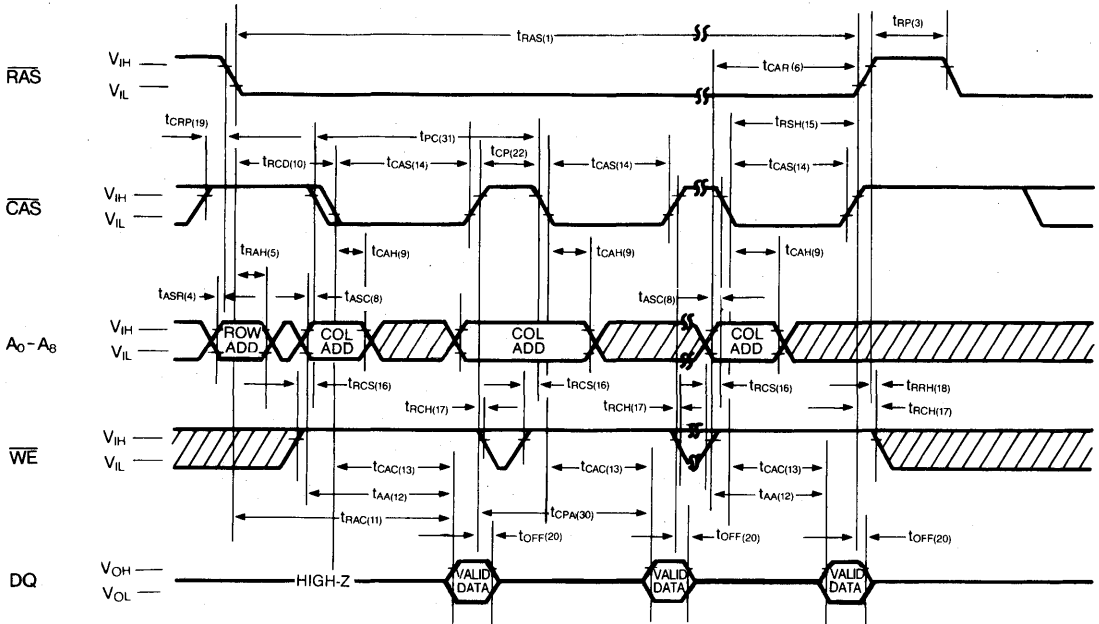 tRAS(1) tRP(3)
tCAR(6)
RAS VIH
VIL
tCRP(19) tPC(31) tRSH(15)
tRCD(10) tCAS(14) tCP(22) tCAS(14) tCAS(14)
CAS VIH
VIL
tRAH(5) tCAH(9) tCAH(9) tCAH(9)
tASR(4) tASC(8) tASC(8)
A0-A8 VIH
VIL
ROW ADD COL ADD COL ADD COL ADD
tRCS(16) tRCS(16) tRCS(16) tRRH(18)
tRCH(17) tRCH(17) tRCH(17)
WE VIH
VIL
tCAC(13) tCAC(13) tCAC(13)
tAA(12) tAA(12)
tRAC(11) tCPA(30)
tOFF(20) tOFF(20) tOFF(20)
DQ VOH
VOL
HIGH-Z VALID DATA VALID DATA VALID DATA